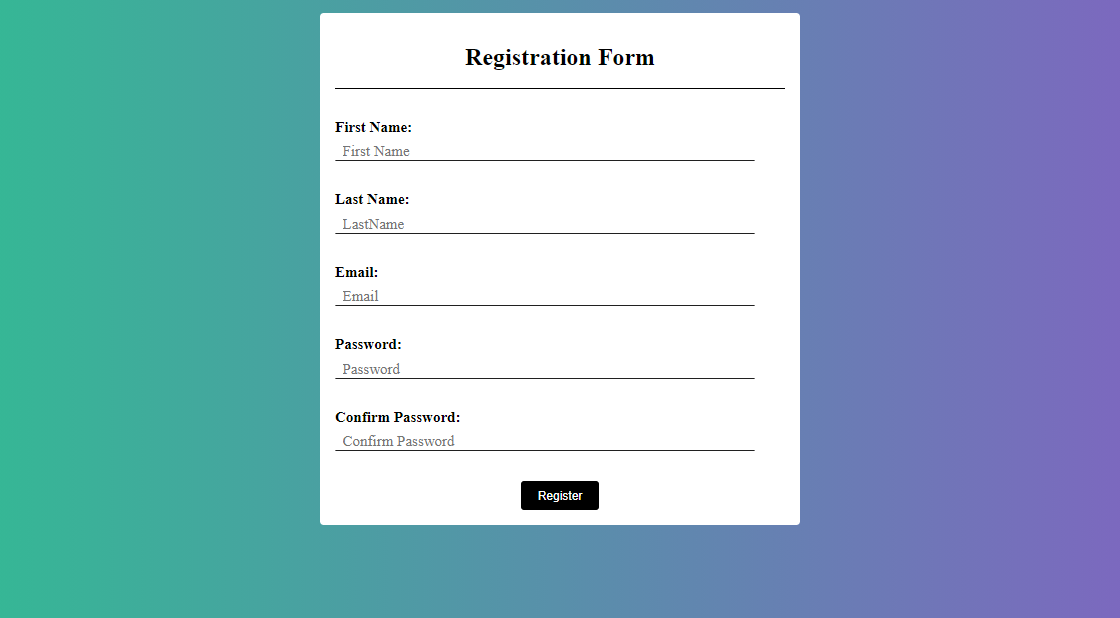 Registration Form
First Name:
First Name
Last Name:
LastName
Email:
Email
Password:
Password
Confirm Password:
Confirm Password
Register